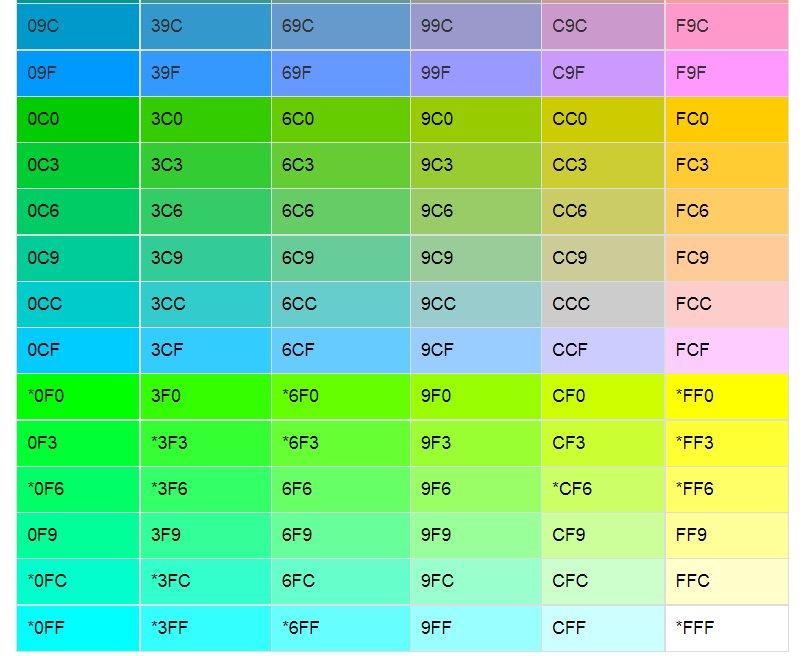 09C 39C 69C 99C C9C F9C
09F 39F 69F 99F C9F F9F
0C0 3C0 6C0 9C0 CC0 FC0
0C3 3C3 6C3 9C3 CC3 FC3
0C6 3C6 6C6 9C6 CC6 FC6
0C9 3C9 6C9 9C9 CC9 FC9
0CC 3CC 6CC 9CC CCC FCC
0CF 3CF 6CF 9CF CCF FCF
*0F0 3F0 *6F0 9F0 CF0 *FF0
0F3 *3F3 *6F3 9F3 CF3 *FF3
*0F6 *3F6 6F6 9F6 *CF6 *FF6
0F9 3F9 6F9 9F9 CF9 FF9
*0FC *3FC 6FC 9FC CFC FFC
*0FF *3FF *6FF 9FF CFF *FFF